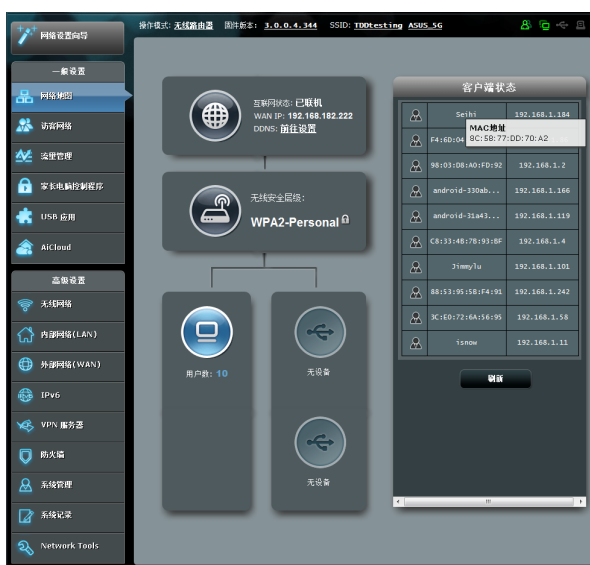 操作模式: 无线路由器 固件版本: 3.0.0.4.344 SSID: TDDtesting ASUS_5G
网络设置向导
一般设置
网络地图
访客网络
流量管理
家长电脑控制程序
USB 应用
AiCloud
高级设置
无线网络
内部网络(LAN)
外部网络(WAN)
IPv6
VPN 服务器
防火墙
系统管理
系统记录
Network Tools
互联网状态: 已联机
WAN IP: 192.168.182.222
DDNS: 前往设置
无线安全层级:
WPA2-Personal
用户数: 10
无设备
无设备
客户端状态
Seihi 192.168.1.184
MAC地址
8C:58:77:DD:70:A2
F4:6D:04
98:03:D8:A0:FD:92 192.168.1.2
android-330ab... 192.168.1.166
android-31a43... 192.168.1.119
C8:33:4B:78:93:BF 192.168.1.4
Jimmylu 192.168.1.101
88:53:95:58:F4:91 192.168.1.242
3C:E0:72:6A:56:95 192.168.1.58
isnow 192.168.1.11
刷新